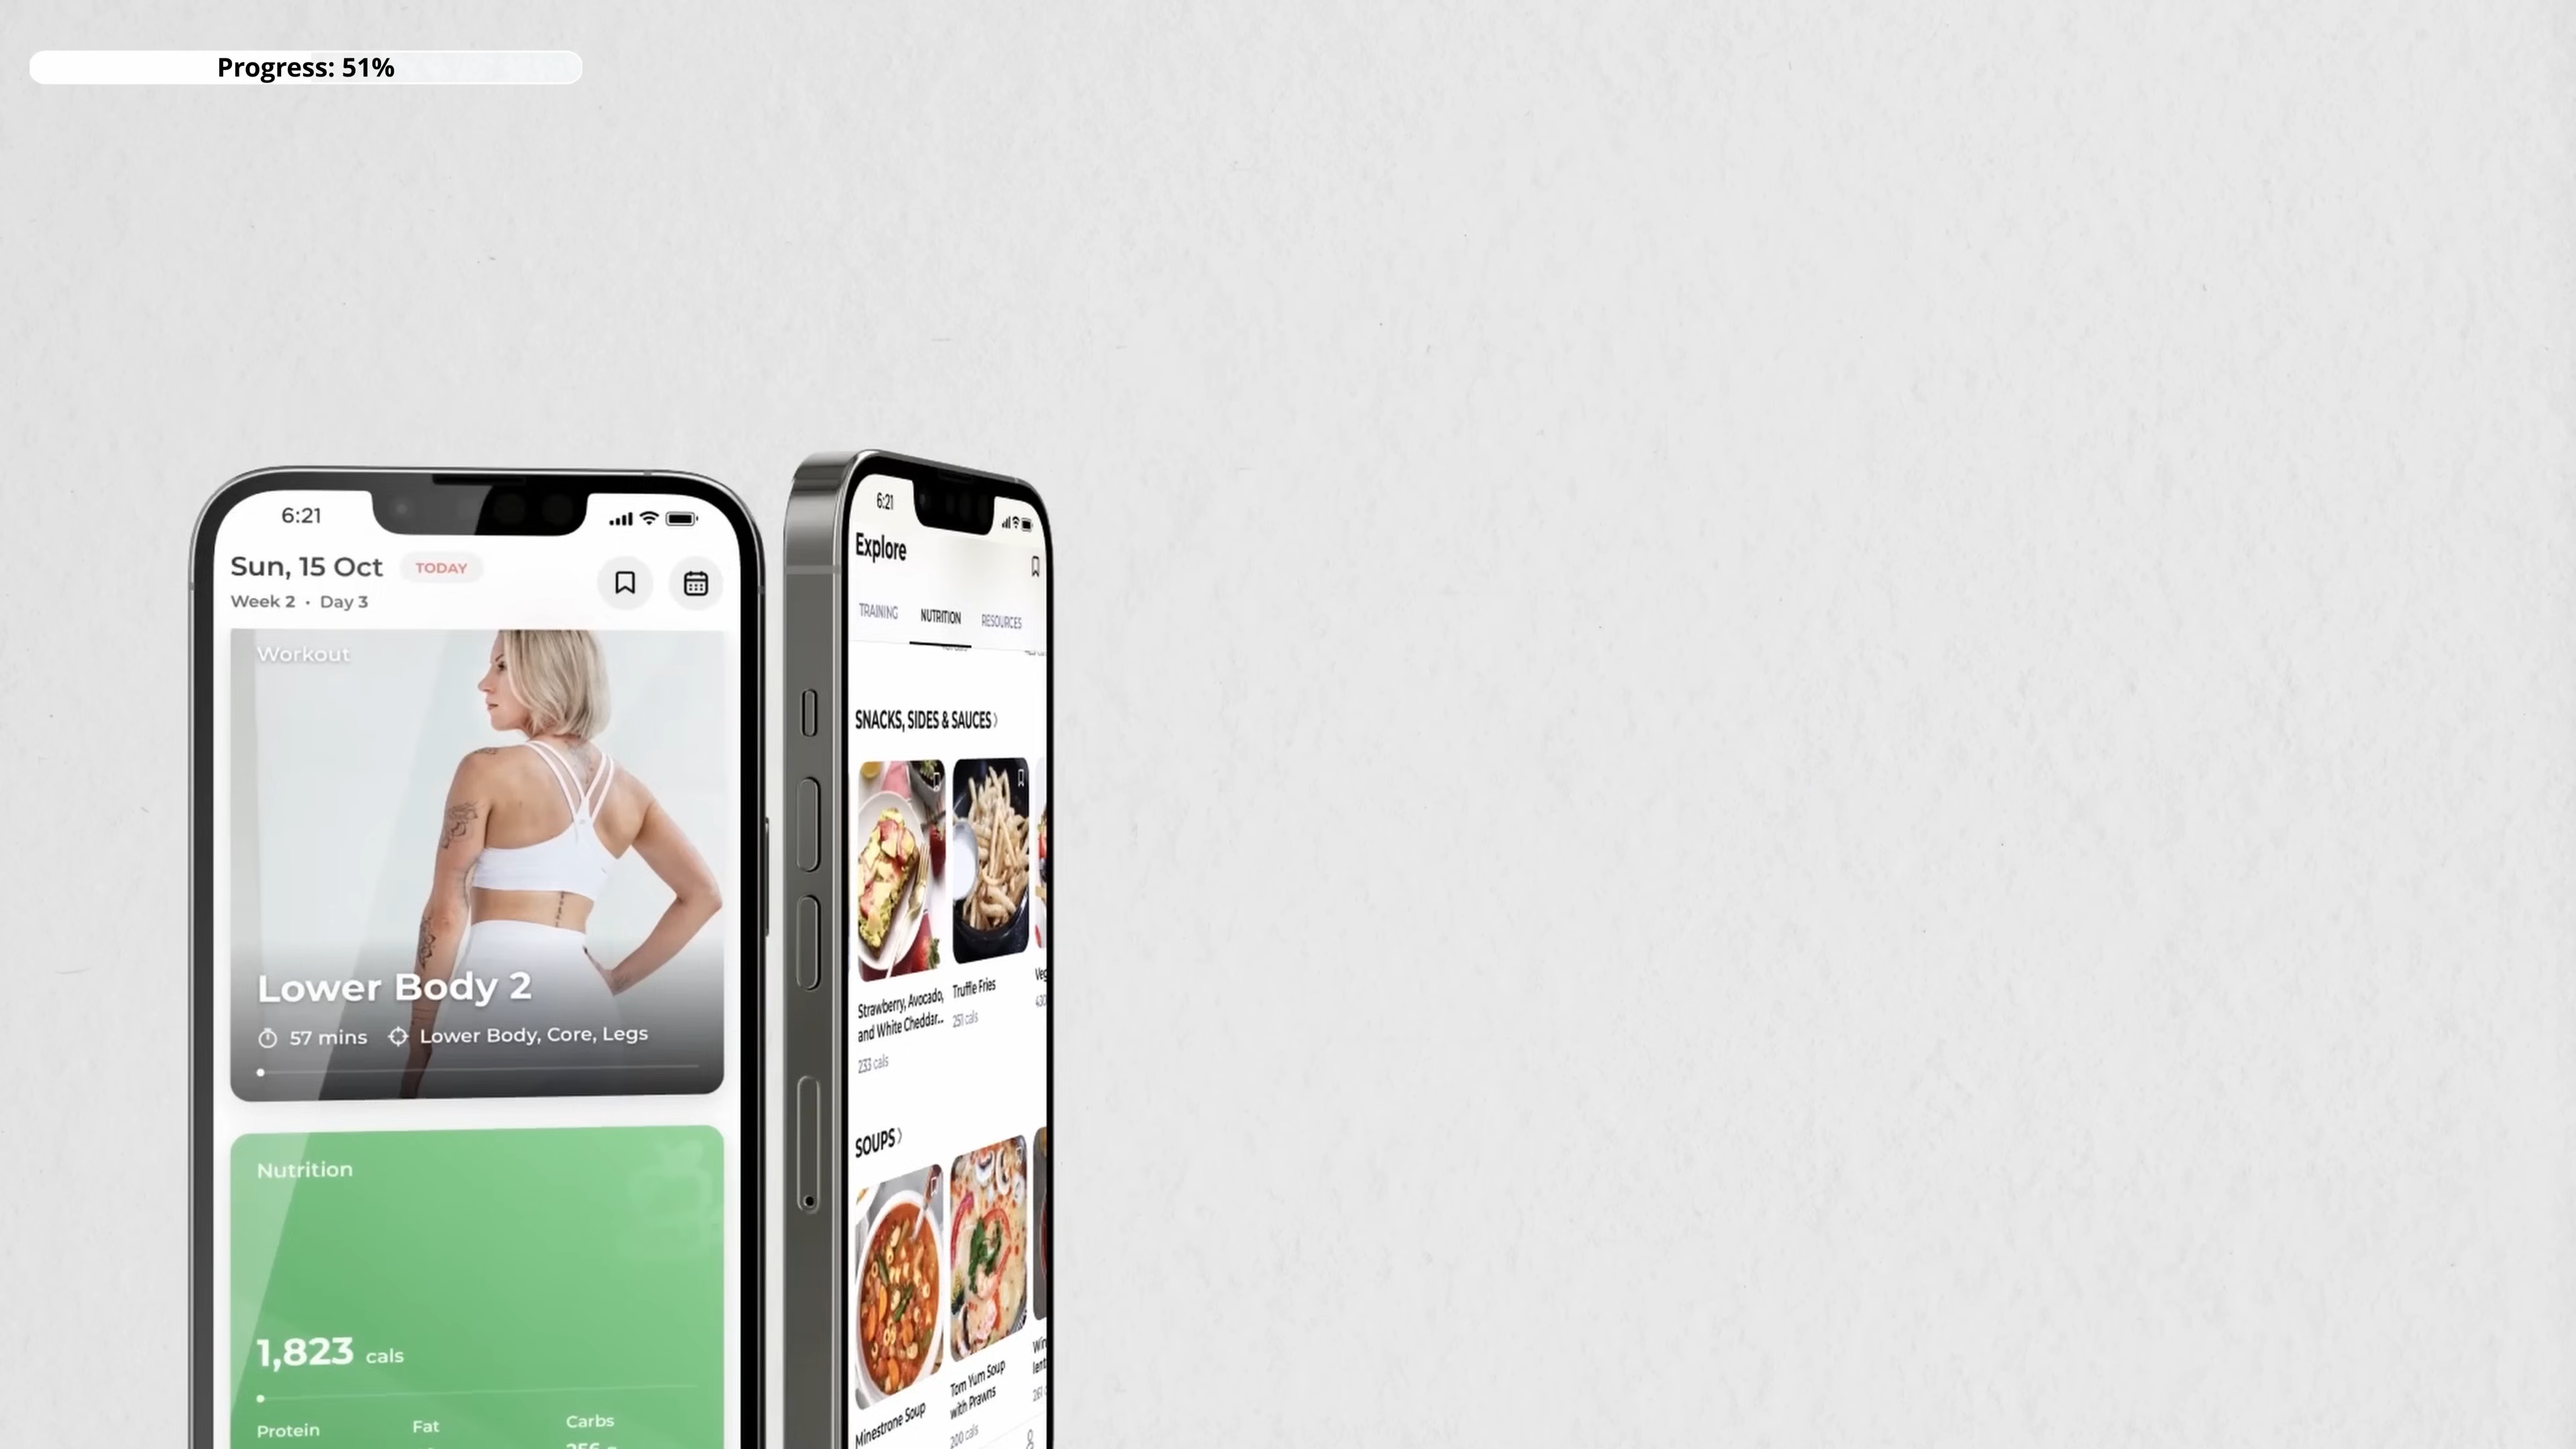 Progress: 51%
6:21
Sun, 15 Oct TODAY
Week 2 · Day 3
Workout
Lower Body 2
57 mins Lower Body, Core, Legs
Nutrition
1,823 cals
Protein Fat Carbs
6:21
Explore
TRAINING NUTRITION RESOURCES
SNACKS, SIDES & SAUCES
Strawberry, Avocado,
and White Cheddar...
233 cals
Truffle Fries
251 cals
SOUPS
Minestrone Soup
Tom Yum Soup
with Prawns
200 cals